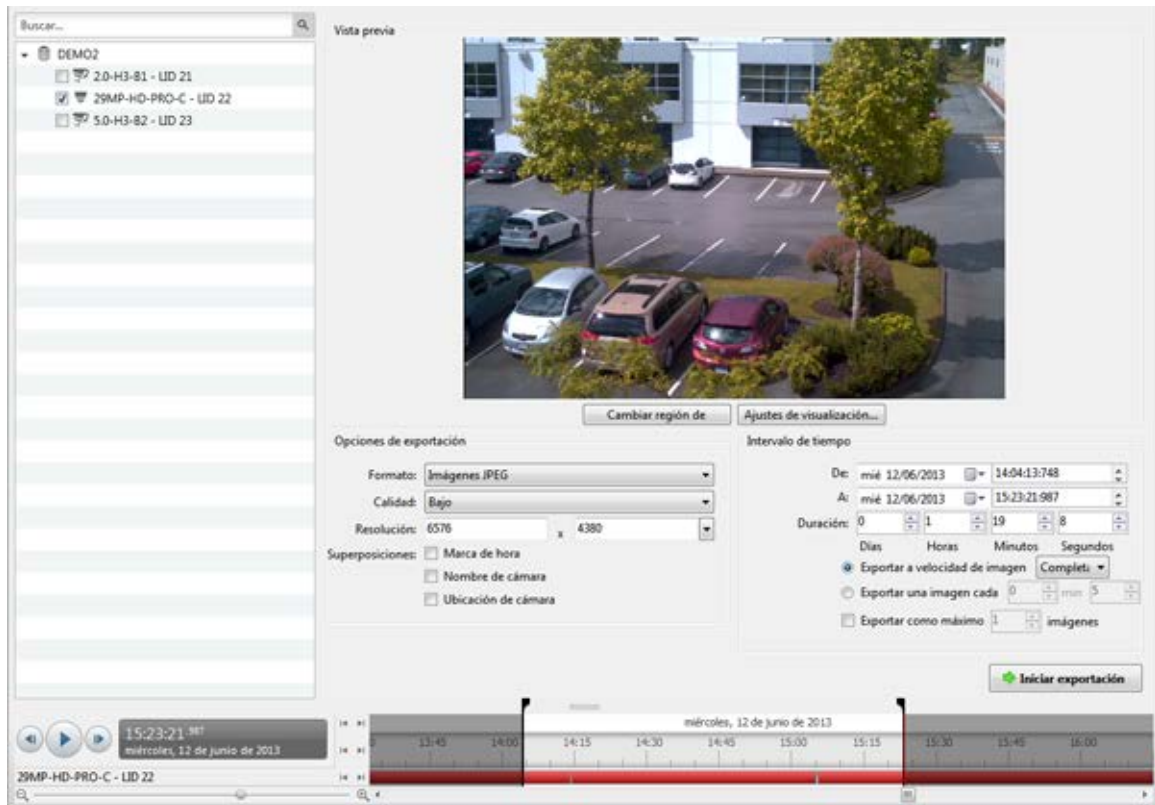 Buscar...
DEMO2
2.0-H3-B1 - LID 21
29MP-HD-PRO-C - LID 22
5.0-H3-B2 - LID 23
Vista previa
Cambiar región de
Ajustes de visualización...
Opciones de exportación
Formato: Imágenes JPEG
Calidad: Bajo
Resolución: 6576 x 4380
Superposiciones: Marca de hora
Nombre de cámara
Ubicación de cámara
Intervalo de tiempo
De: mié 12/06/2013 14:04:13:748
A: mié 12/06/2013 15:23:21:987
Duración: 0 1 19 8
Días Horas Minutos Segundos
Exportar a velocidad de imagen Completa
Exportar una imagen cada 0 min 5
Exportar como máximo 1 imágenes
Iniciar exportación
15:23:21.987
miércoles, 12 de junio de 2013
miércoles, 12 de junio de 2013
13:45 14:00 14:15 14:30 14:45 15:00 15:15 15:30 15:45 16:00
29MP-HD-PRO-C - LID 22